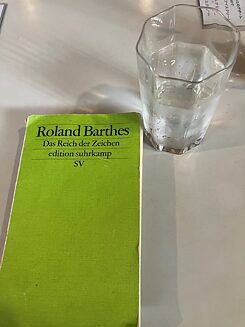 Roland Barthes
Das Reich der Zeichen
edition suhrkamp
SV